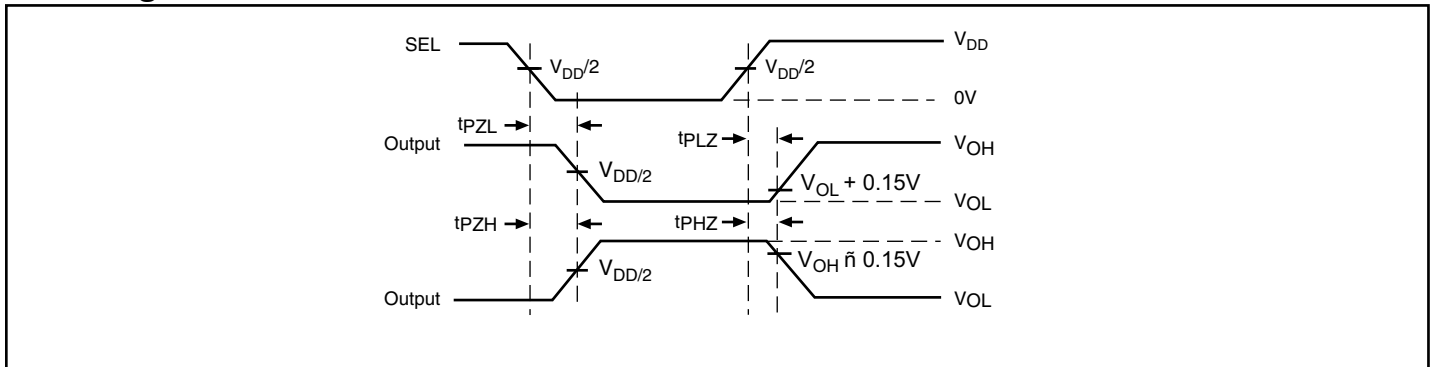 SEL
VDD/2
VDD/2
VDD
0V
tPZL
tPLZ
Output
VDD/2
VOL + 0.15V
VOH
VOL
tPZH
tPHZ
VDD/2
VOH ñ 0.15V
VOH
Output
VOL